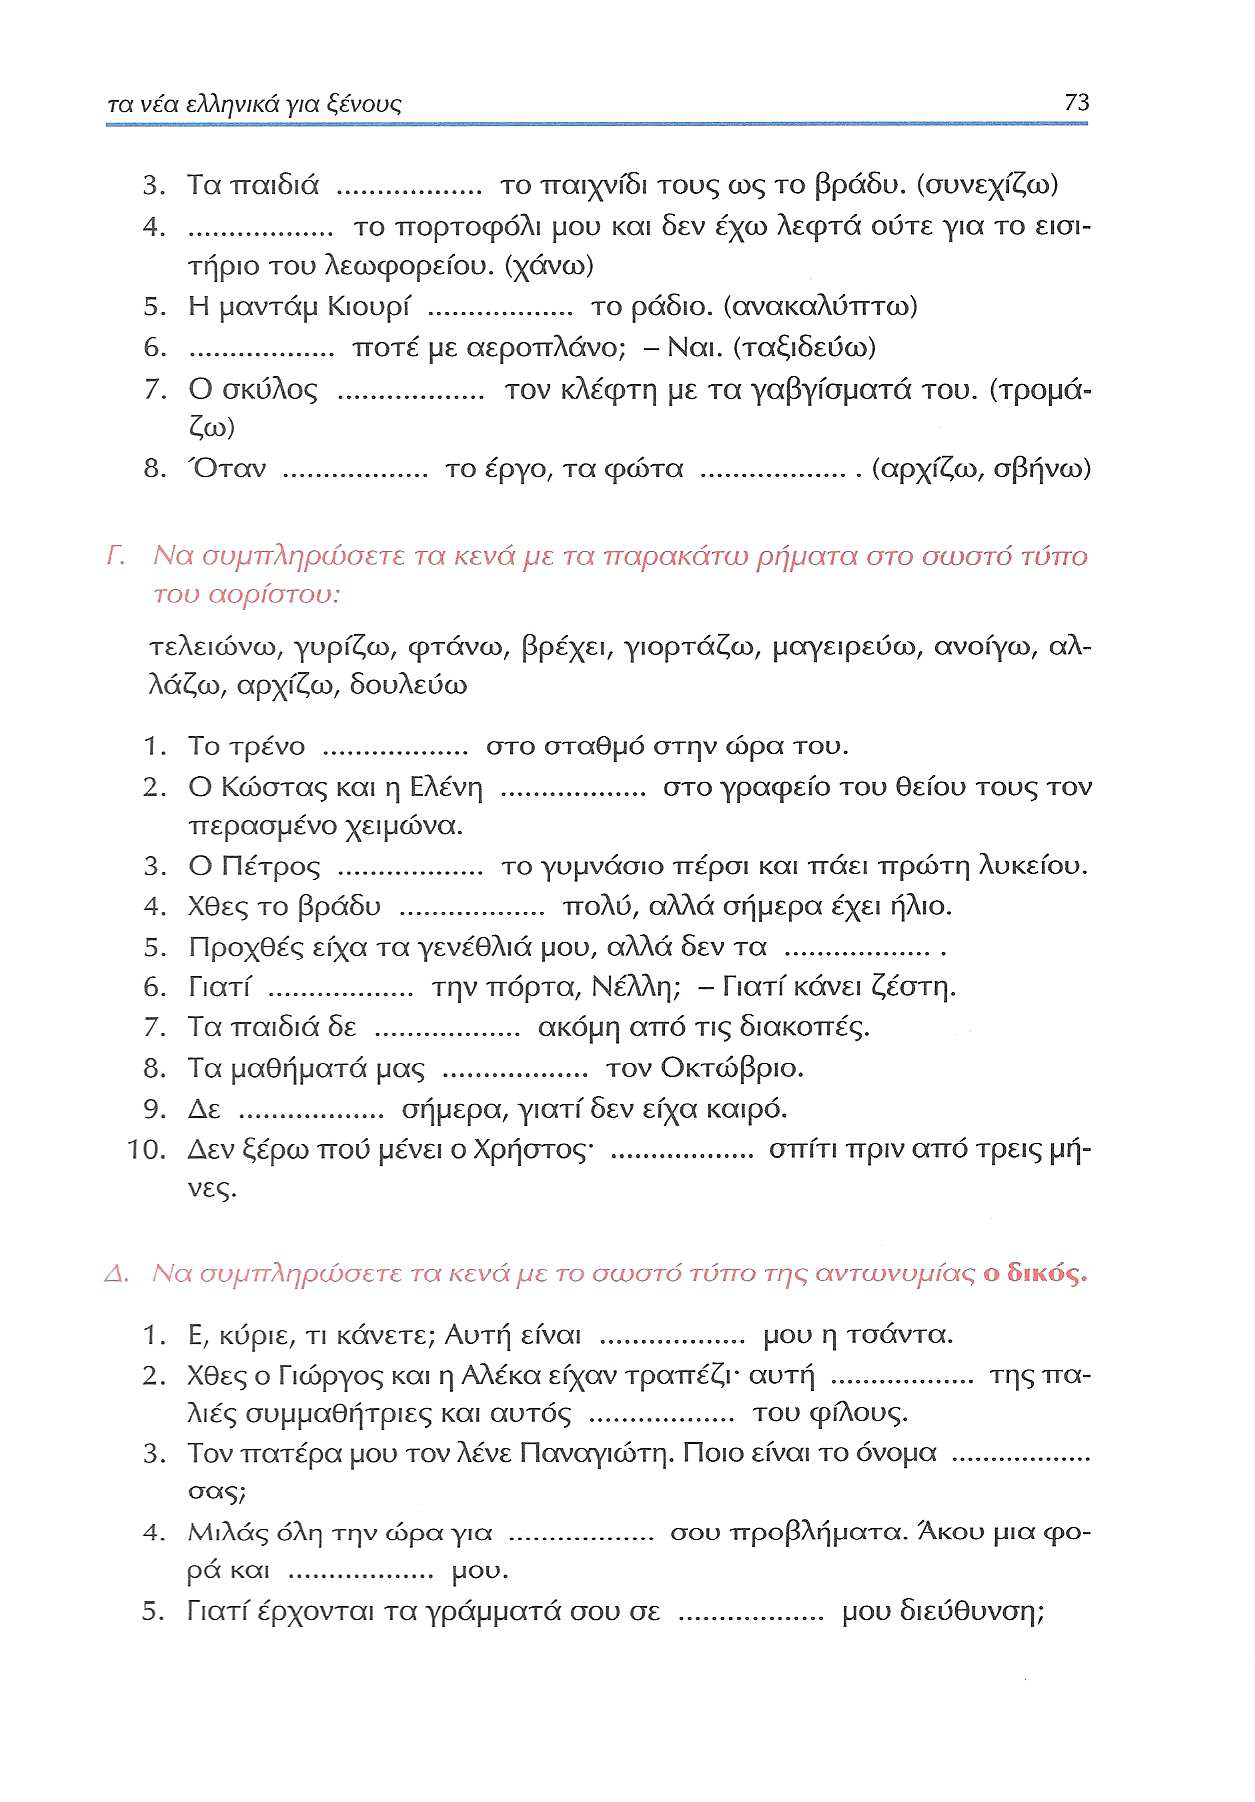 τα νέα ελληνικά για ξένους 73
3. Τα παιδιά .................. το παιχνίδι τους ως το βράδυ. (συνεχίζω)
4. .................. το πορτοφόλι μου και δεν έχω λεφτά ούτε για το εισι-
τήριο του λεωφορείου. (χάνω)
5. Η μαντάμ Κιουρί .................. το ράδιο. (ανακαλύπτω)
6. .................. ποτέ με αεροπλάνο; – Ναι. (ταξιδεύω)
7. Ο σκύλος .................. τον κλέφτη με τα γαβγίσματά του. (τρομά-
ζω)
8. Όταν .................. το έργο, τα φώτα .................. . (αρχίζω, σβήνω)
Γ. Να συμπληρώσετε τα κενά με τα παρακάτω ρήματα στο σωστό τύπο
του αορίστου:
τελειώνω, γυρίζω, φτάνω, βρέχει, γιορτάζω, μαγειρεύω, ανοίγω, αλ-
λάζω, αρχίζω, δουλεύω
1. Το τρένο .................. στο σταθμό στην ώρα του.
2. Ο Κώστας και η Ελένη .................. στο γραφείο του θείου τους τον
περασμένο χειμώνα.
3. Ο Πέτρος .................. το γυμνάσιο πέρσι και πάει πρώτη λυκείου.
4. Χθες το βράδυ .................. πολύ, αλλά σήμερα έχει ήλιο.
5. Προχθές είχα τα γενέθλιά μου, αλλά δεν τα .................. .
6. Γιατί .................. την πόρτα, Νέλλη; – Γιατί κάνει ζέστη.
7. Τα παιδιά δε .................. ακόμη από τις διακοπές.
8. Τα μαθήματά μας .................. τον Οκτώβριο.
9. Δε .................. σήμερα, γιατί δεν είχα καιρό.
10. Δεν ξέρω πού μένει ο Χρήστος· .................. σπίτι πριν από τρεις μή-
νες.
Δ. Να συμπληρώσετε τα κενά με το σωστό τύπο της αντωνυμίας ο δικός.
1. Ε, κύριε, τι κάνετε; Αυτή είναι .................. μου η τσάντα.
2. Χθες ο Γιώργος και η Αλέκα είχαν τραπέζι· αυτή .................. της πα-
λιές συμμαθήτριες και αυτός .................. του φίλους.
3. Τον πατέρα μου τον λένε Παναγιώτη. Ποιο είναι το όνομα ..................
σας;
4. Μιλάς όλη την ώρα για .................. σου προβλήματα. Άκου μια φο-
ρά και .................. μου.
5. Γιατί έρχονται τα γράμματά σου σε .................. μου διεύθυνση;